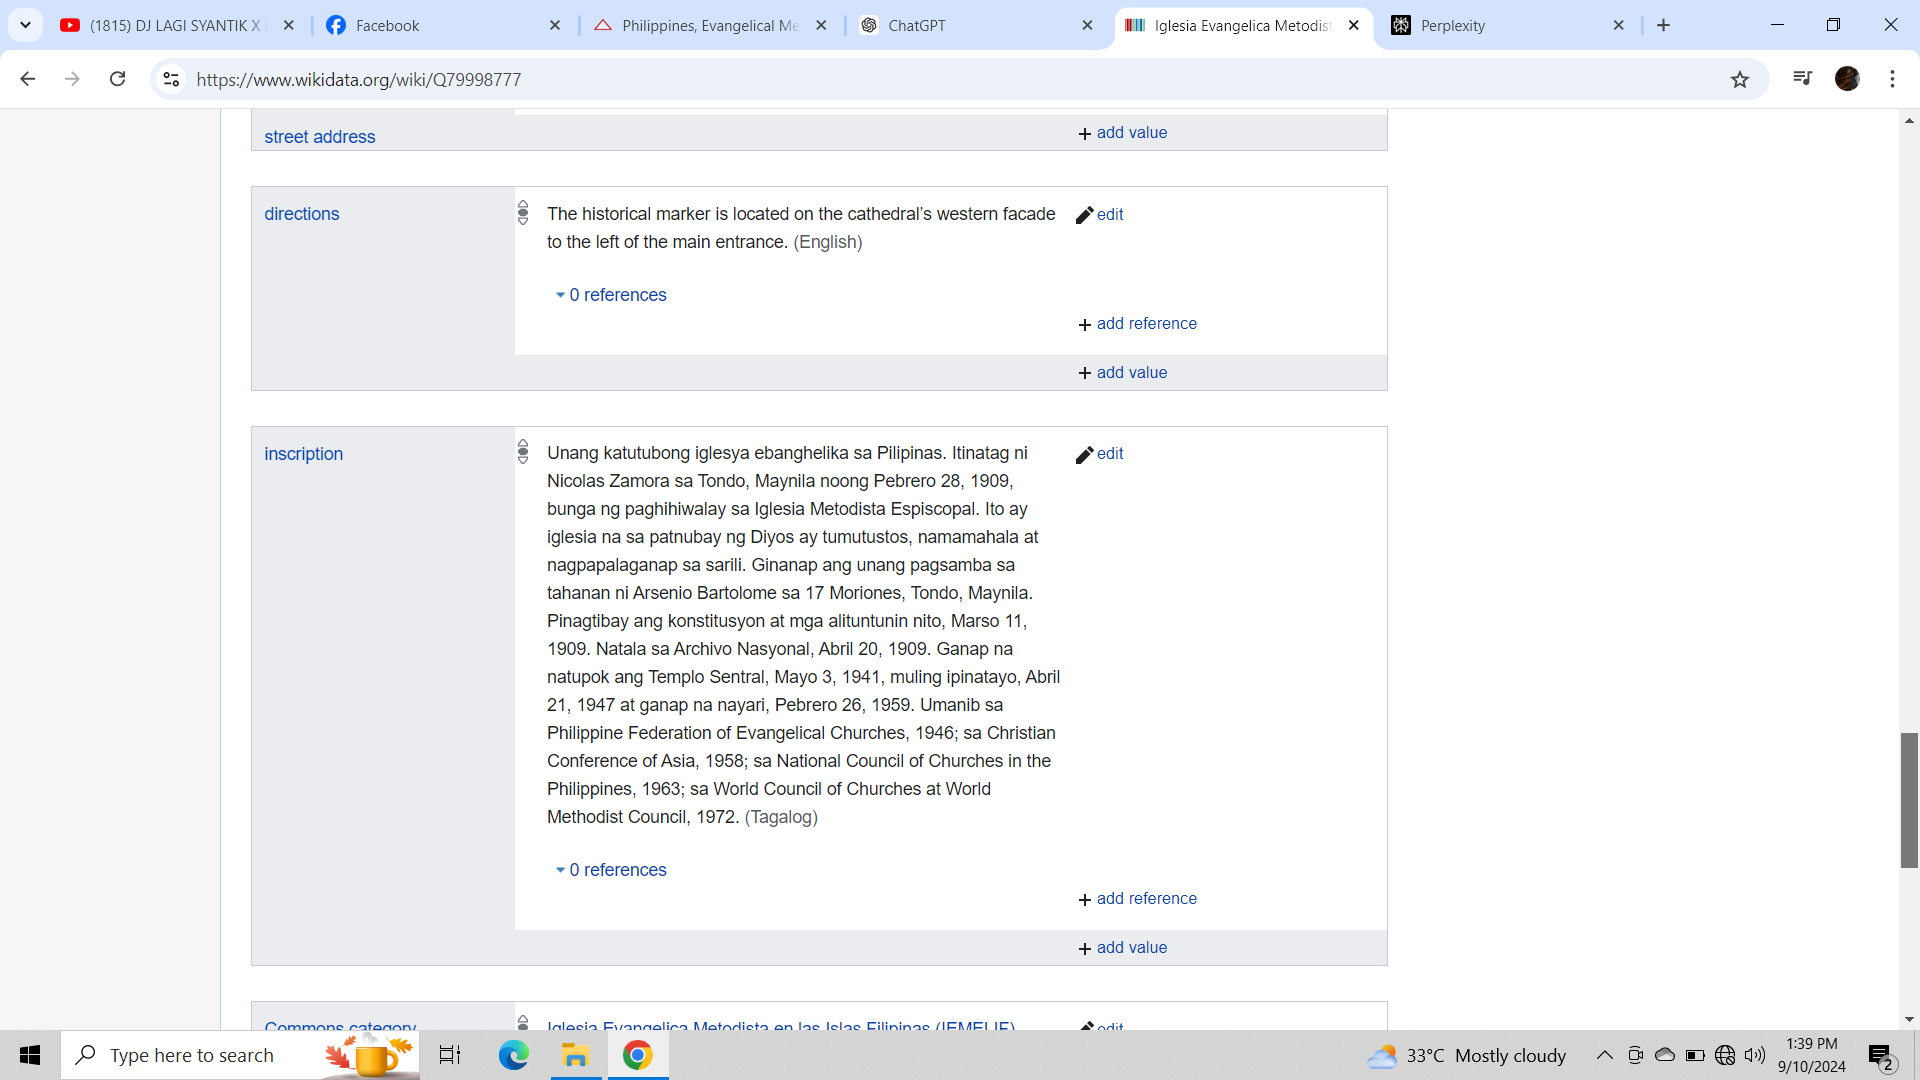 (1815) DJ LAGI SYANTIK X
Facebook
Philippines, Evangelical Me
ChatGPT
Iglesia Evangelica Metodist
Perplexity
https://www.wikidata.org/wiki/Q79998777
street address
+ add value
directions
The historical marker is located on the cathedral's western facade
to the left of the main entrance. (English)
edit
0 references
+ add reference
+ add value
inscription
Unang katutubong iglesya ebanghelika sa Pilipinas. Itinatag ni
Nicolas Zamora sa Tondo, Maynila noong Pebrero 28, 1909,
bunga ng paghihiwalay sa Iglesia Metodista Espiscopal. Ito ay
iglesia na sa patnubay ng Diyos ay tumutustos, namamahala at
nagpapalaganap sa sarili. Ginanap ang unang pagsamba sa
tahanan ni Arsenio Bartolome sa 17 Moriones, Tondo, Maynila.
Pinagtibay ang konstitusyon at mga alituntunin nito, Marso 11,
1909. Natala sa Archivo Nasyonal, Abril 20, 1909. Ganap na
natupok ang Templo Sentral, Mayo 3, 1941, muling ipinatayo, Abril
21, 1947 at ganap na nayari, Pebrero 26, 1959. Umanib sa
Philippine Federation of Evangelical Churches, 1946; sa Christian
Conference of Asia, 1958; sa National Council of Churches in the
Philippines, 1963; sa World Council of Churches at World
Methodist Council, 1972. (Tagalog)
edit
0 references
+ add reference
+ add value
Commons category
Iglesia Evangelica Metodista en las Islas Filipinas (IEMELIF)
edit
Type here to search
33°C Mostly cloudy
1:39 PM
9/10/2024
2